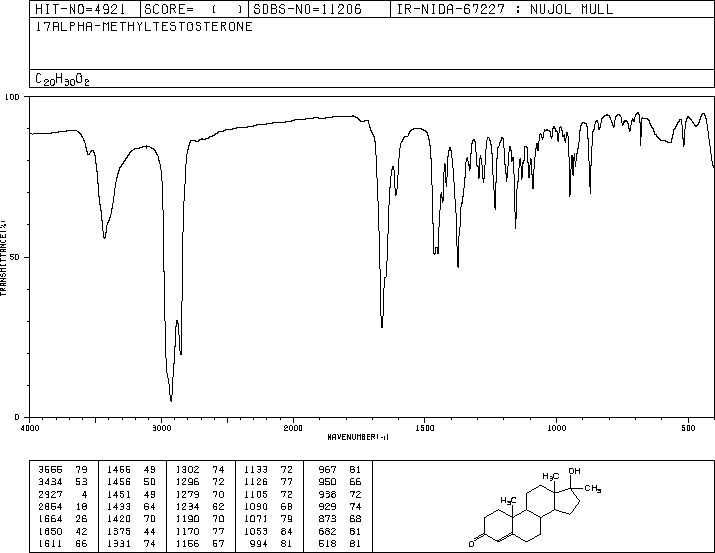 HIT-NO=4921 SCORE= ( ) SDBS-NO=11206 IR-NIDA-67227 : NUJOL MULL
17ALPHA-METHYLTESTOSTERONE
C20H30O2
100
50
0
TRANSMITTANCE(%)
4000 3000 2000 1500 1000 500
WAVENUMBER(-1)
3555 79 1466 49 1302 74 1133 72 967 81
3434 53 1456 50 1296 72 1126 77 950 66
2927 4 1451 49 1279 70 1105 72 938 72
2854 18 1433 64 1234 62 1090 68 929 74
1664 26 1420 70 1190 70 1071 79 873 68
1650 42 1375 44 1170 77 1053 84 682 81
1611 66 1331 74 1156 57 994 81 518 81
OH
H3C
CH3
H3C
O